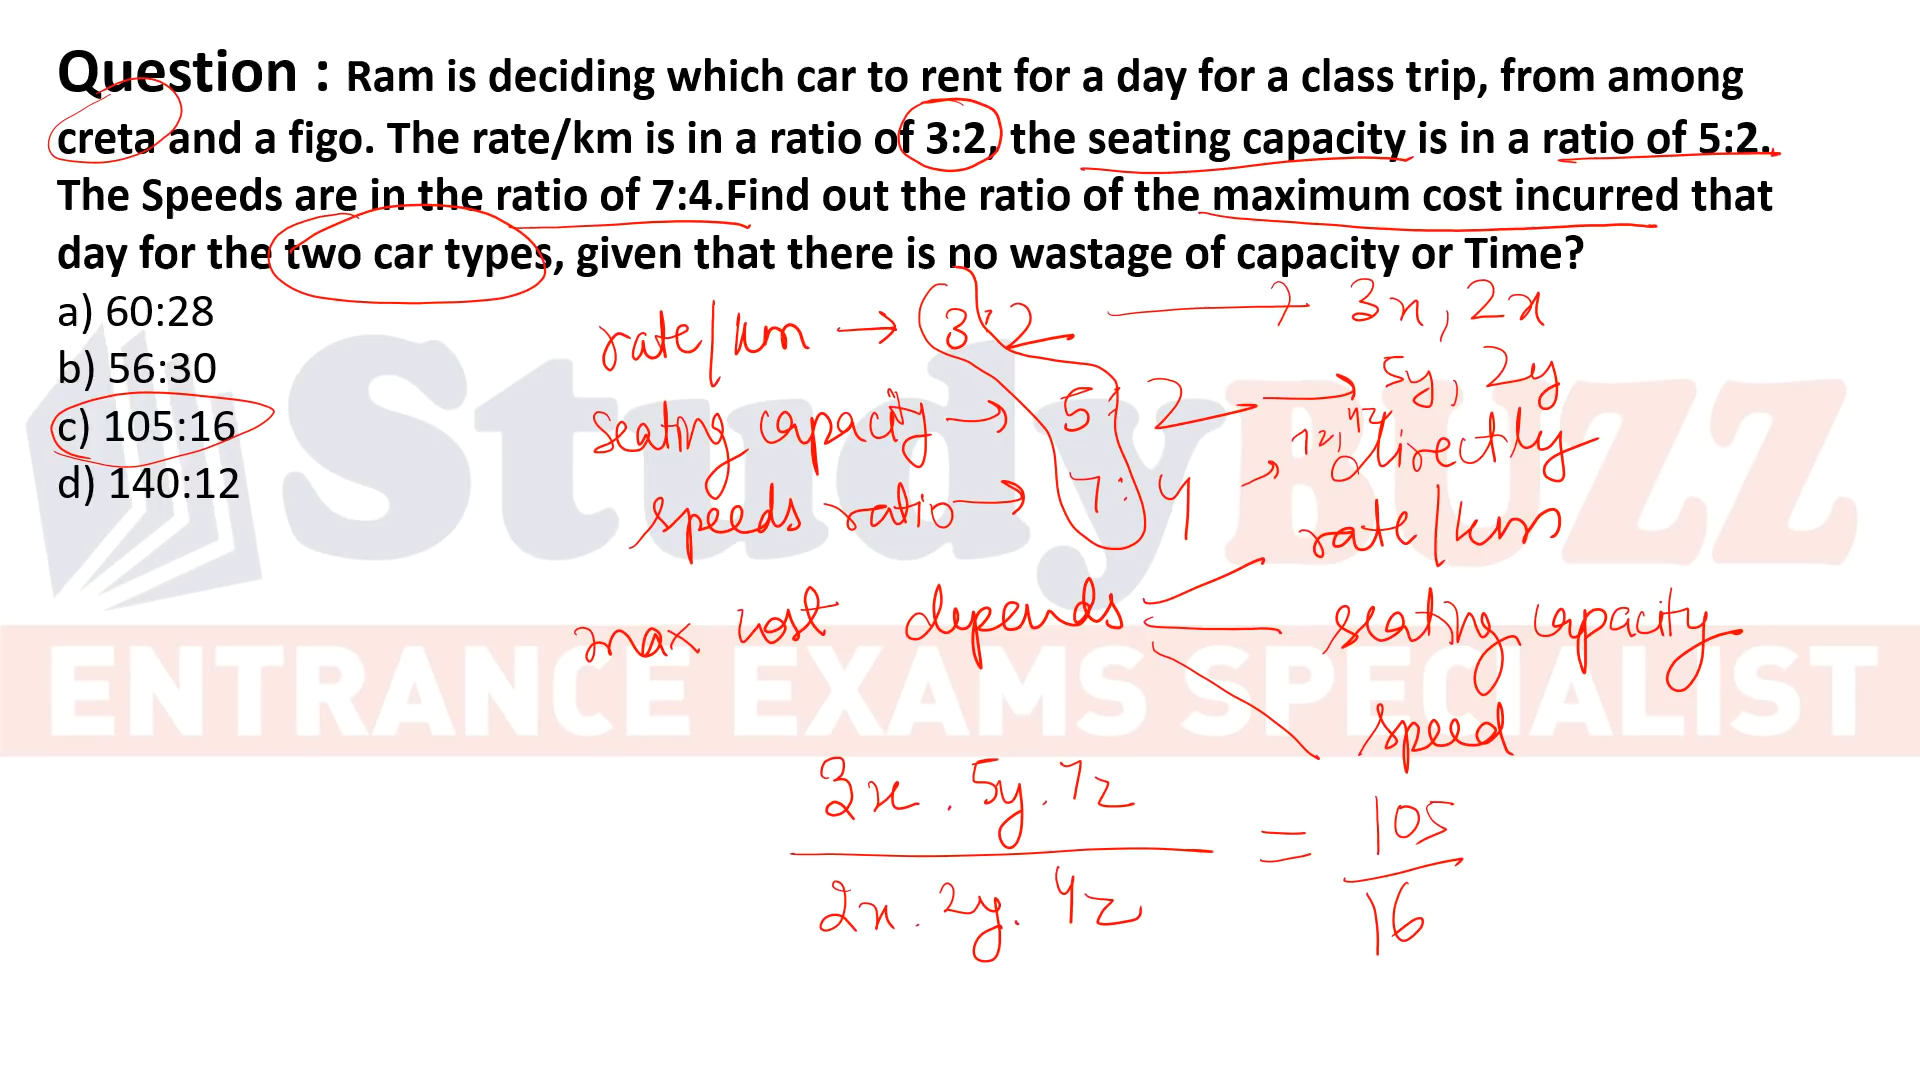 Question : Ram is deciding which car to rent for a day for a class trip, from among
creta and a figo. The rate/km is in a ratio of 3:2, the seating capacity is in a ratio of 5:2.
The Speeds are in the ratio of 7:4.Find out the ratio of the maximum cost incurred that
day for the two car types, given that there is no wastage of capacity or Time?
a) 60:28
b) 56:30
c) 105:16
d) 140:12
rate/km → 3:2 → 3x, 2x
seating capacity → 5:2 → 5y, 2y
speeds ratio → 7:4 → 7z, 4z
directly
max cost depends
rate/km
seating capacity
speed
3x . 5y . 7z
2x . 2y . 4z
= 105
16
StudyBUZZ
ENTRANCE EXAMS SPECIALIST